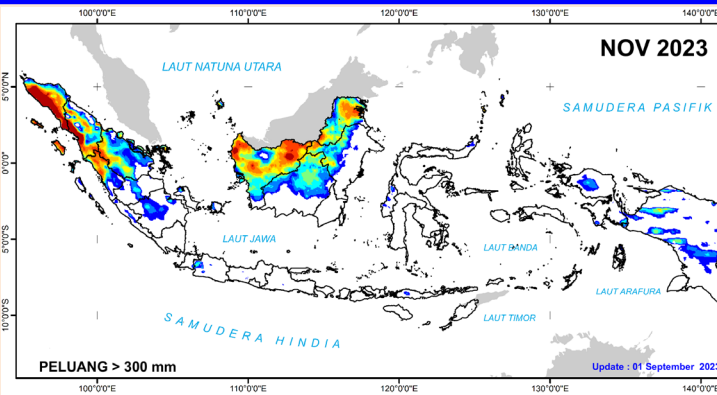 100°0'0"E 110°0'0"E 120°0'0"E 130°0'0"E 140°0'0"E
NOV 2023
LAUT NATUNA UTARA
5°0'0"N
SAMUDERA PASIFIK
0°0'0"
LAUT JAWA
LAUT BANDA
5°0'0"S
LAUT ARAFURA
SAMUDERA HINDIA
LAUT TIMOR
10°0'0"S
PELUANG > 300 mm
Update : 01 September 2023
100°0'0"E 110°0'0"E 120°0'0"E 130°0'0"E 140°0'0"E